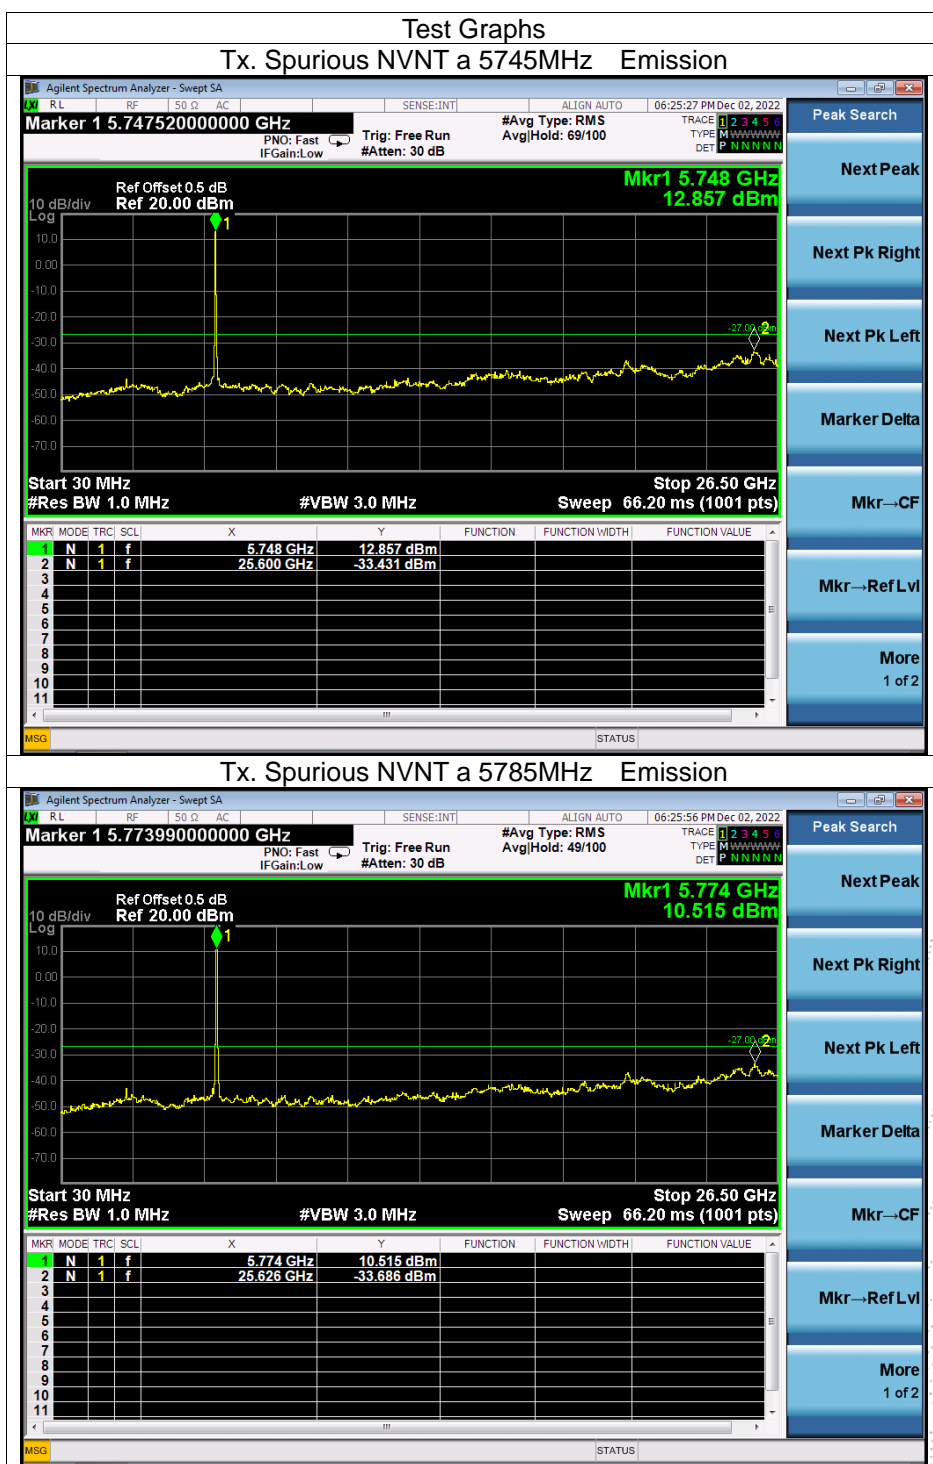 Test Graphs
Tx. Spurious NVNT a 5745MHz Emission
Agilent Spectrum Analyzer - Swept SA
LXI RL RF 50 Ω AC SENSE:INT ALIGN AUTO 06:25:27 PM Dec 02, 2022
Marker 1 5.747520000000 GHz
PNO: Fast
IFGain:Low
Trig: Free Run
#Atten: 30 dB
#Avg Type: RMS
Avg|Hold: 69/100
TRACE 1 2 3 4 5 6
TYPE M WWWWW
DET P N N N N N
Peak Search
Next Peak
Next Pk Right
Next Pk Left
Marker Delta
Mkr→CF
Mkr→Ref Lvl
More
1 of 2
Ref Offset 0.5 dB
10 dB/div Ref 20.00 dBm
Log
Mkr1 5.748 GHz
12.857 dBm
1
10.0
0.00
-10.0
-20.0
-27.00 dBm
2
-30.0
-40.0
-50.0
-60.0
-70.0
Start 30 MHz Stop 26.50 GHz
#Res BW 1.0 MHz #VBW 3.0 MHz Sweep 66.20 ms (1001 pts)
MKR MODE TRC SCL X Y FUNCTION FUNCTION WIDTH FUNCTION VALUE
1 N 1 f 5.748 GHz 12.857 dBm
2 N 1 f 25.600 GHz -33.431 dBm
3
4
5
6
7
8
9
10
11
MSG STATUS
Tx. Spurious NVNT a 5785MHz Emission
Agilent Spectrum Analyzer - Swept SA
LXI RL RF 50 Ω AC SENSE:INT ALIGN AUTO 06:25:56 PM Dec 02, 2022
Marker 1 5.773990000000 GHz
PNO: Fast
IFGain:Low
Trig: Free Run
#Atten: 30 dB
#Avg Type: RMS
Avg|Hold: 49/100
TRACE 1 2 3 4 5 6
TYPE M WWWWW
DET P N N N N N
Peak Search
Next Peak
Next Pk Right
Next Pk Left
Marker Delta
Mkr→CF
Mkr→Ref Lvl
More
1 of 2
Ref Offset 0.5 dB
10 dB/div Ref 20.00 dBm
Log
Mkr1 5.774 GHz
10.515 dBm
1
10.0
0.00
-10.0
-20.0
-27.00 dBm
2
-30.0
-40.0
-50.0
-60.0
-70.0
Start 30 MHz Stop 26.50 GHz
#Res BW 1.0 MHz #VBW 3.0 MHz Sweep 66.20 ms (1001 pts)
MKR MODE TRC SCL X Y FUNCTION FUNCTION WIDTH FUNCTION VALUE
1 N 1 f 5.774 GHz 10.515 dBm
2 N 1 f 25.626 GHz -33.686 dBm
3
4
5
6
7
8
9
10
11
MSG STATUS